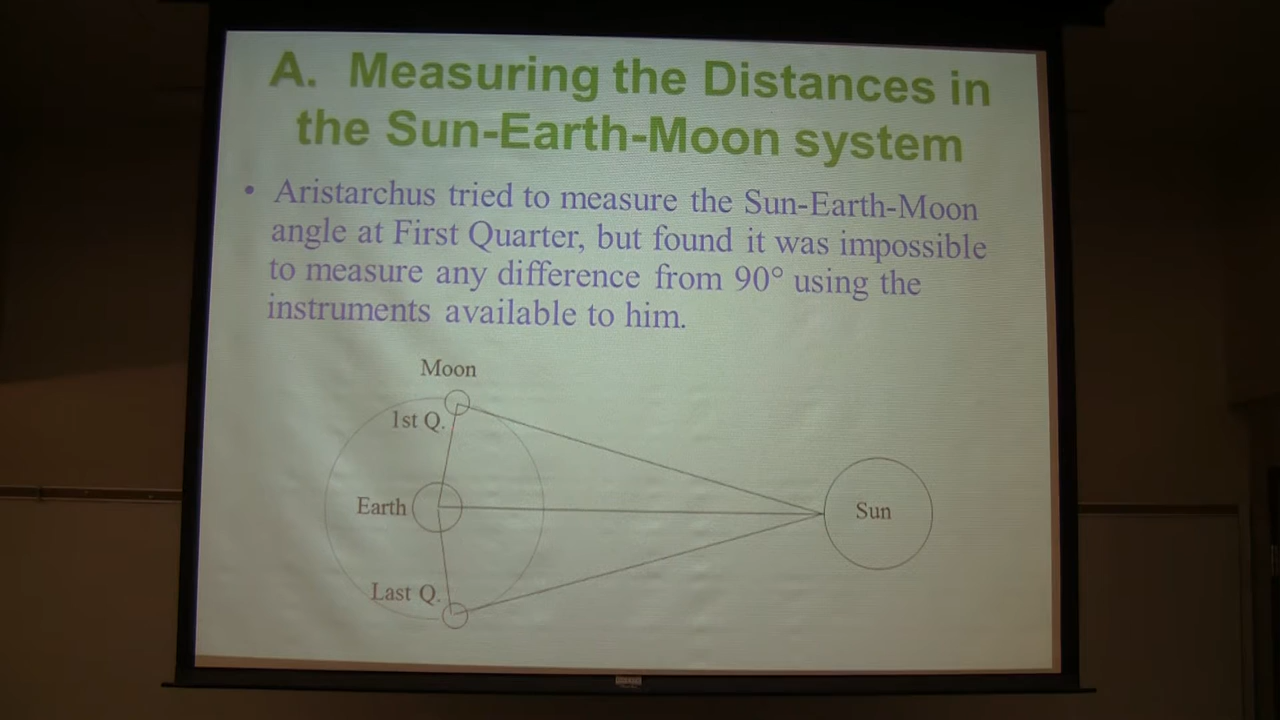 A. Measuring the Distances in
the Sun-Earth-Moon system
• Aristarchus tried to measure the Sun-Earth-Moon
angle at First Quarter, but found it was impossible
to measure any difference from 90° using the
instruments available to him.
Moon
1st Q.
Earth
Sun
Last Q.